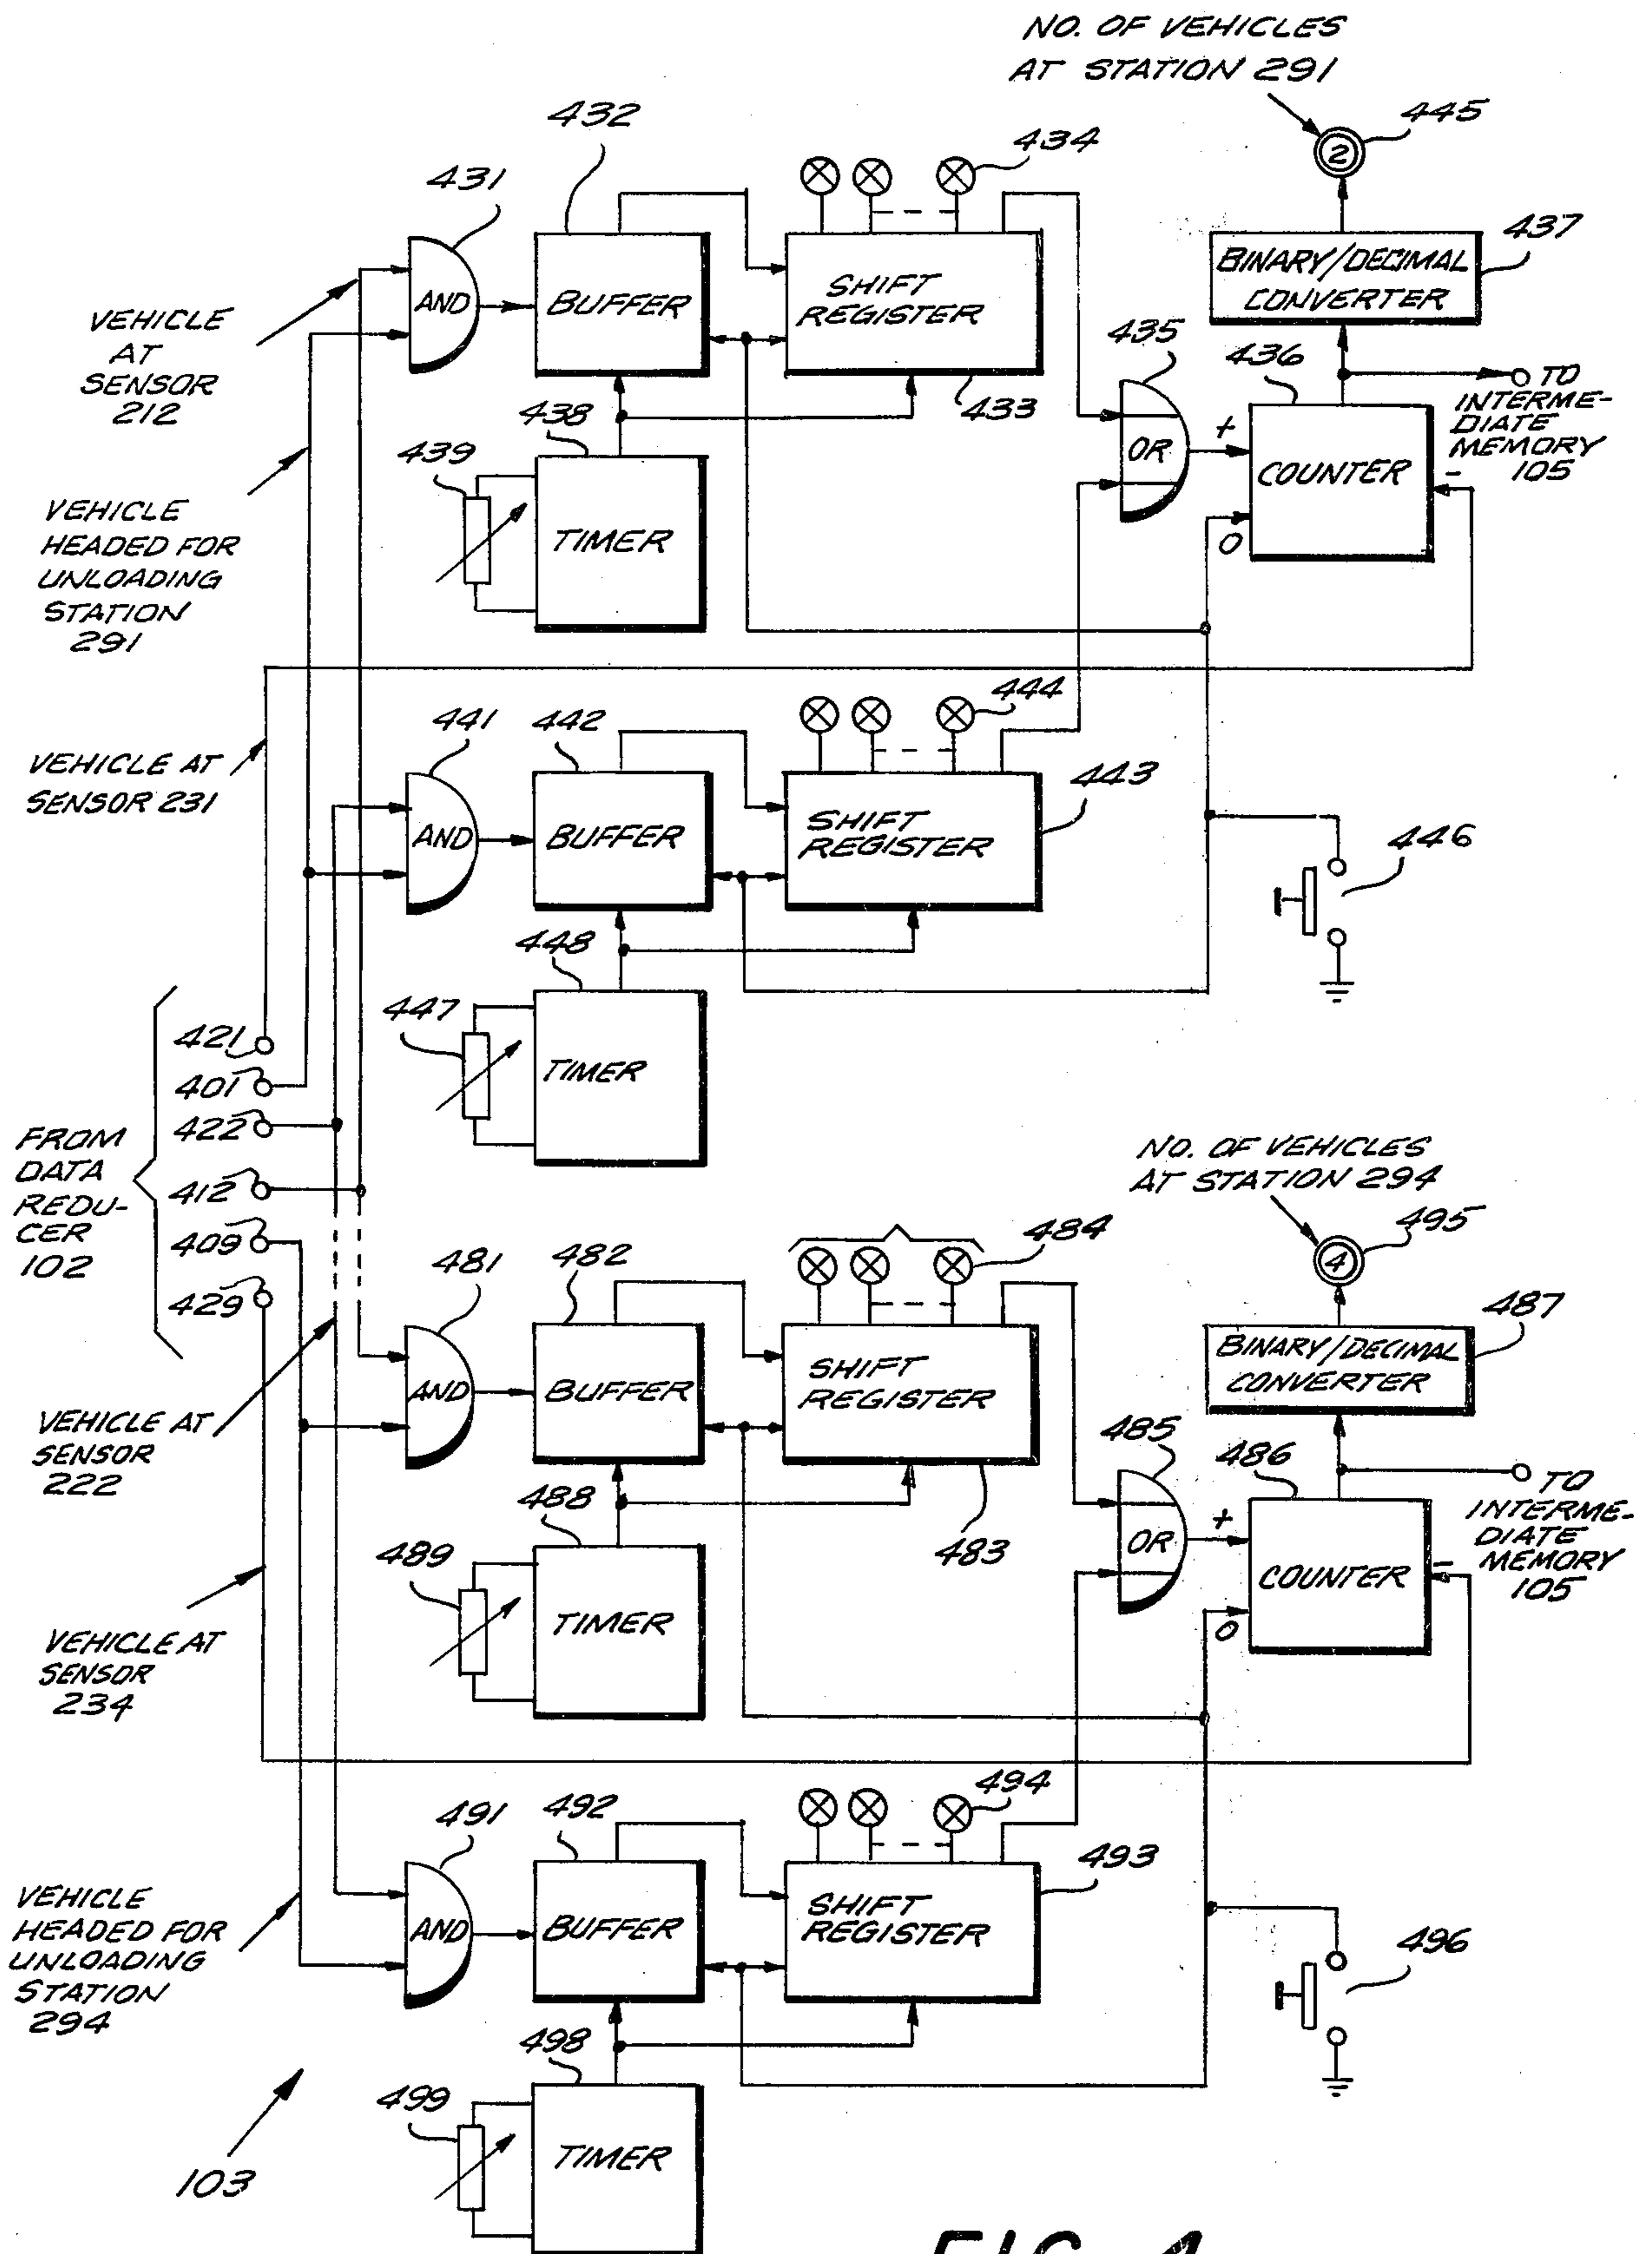 NO. OF VEHICLES
AT STATION 291
445
2
432
434
431
437
BINARY/DECIMAL
CONVERTER
AND
BUFFER
SHIFT
REGISTER
VEHICLE
AT
SENSOR
212
435
436
TO
INTERME-
DIATE
MEMORY
105
433
438
439
OR
+
COUNTER
-
0
TIMER
VEHICLE
HEADED FOR
UNLOADING
STATION
291
444
441
442
443
VEHICLE AT
SENSOR 231
AND
BUFFER
SHIFT
REGISTER
446
448
447
TIMER
421
401
422
412
409
429
FROM
DATA
REDU-
CER
102
NO. OF VEHICLES
AT STATION 294
495
4
484
481
482
487
BINARY/DECIMAL
CONVERTER
AND
BUFFER
SHIFT
REGISTER
VEHICLE AT
SENSOR
222
485
486
TO
INTERME-
DIATE
MEMORY
105
488
483
489
OR
+
COUNTER
-
0
TIMER
VEHICLE AT
SENSOR
234
494
491
492
493
AND
BUFFER
SHIFT
REGISTER
VEHICLE
HEADED FOR
UNLOADING
STATION
294
496
498
499
TIMER
103
FIG. 4